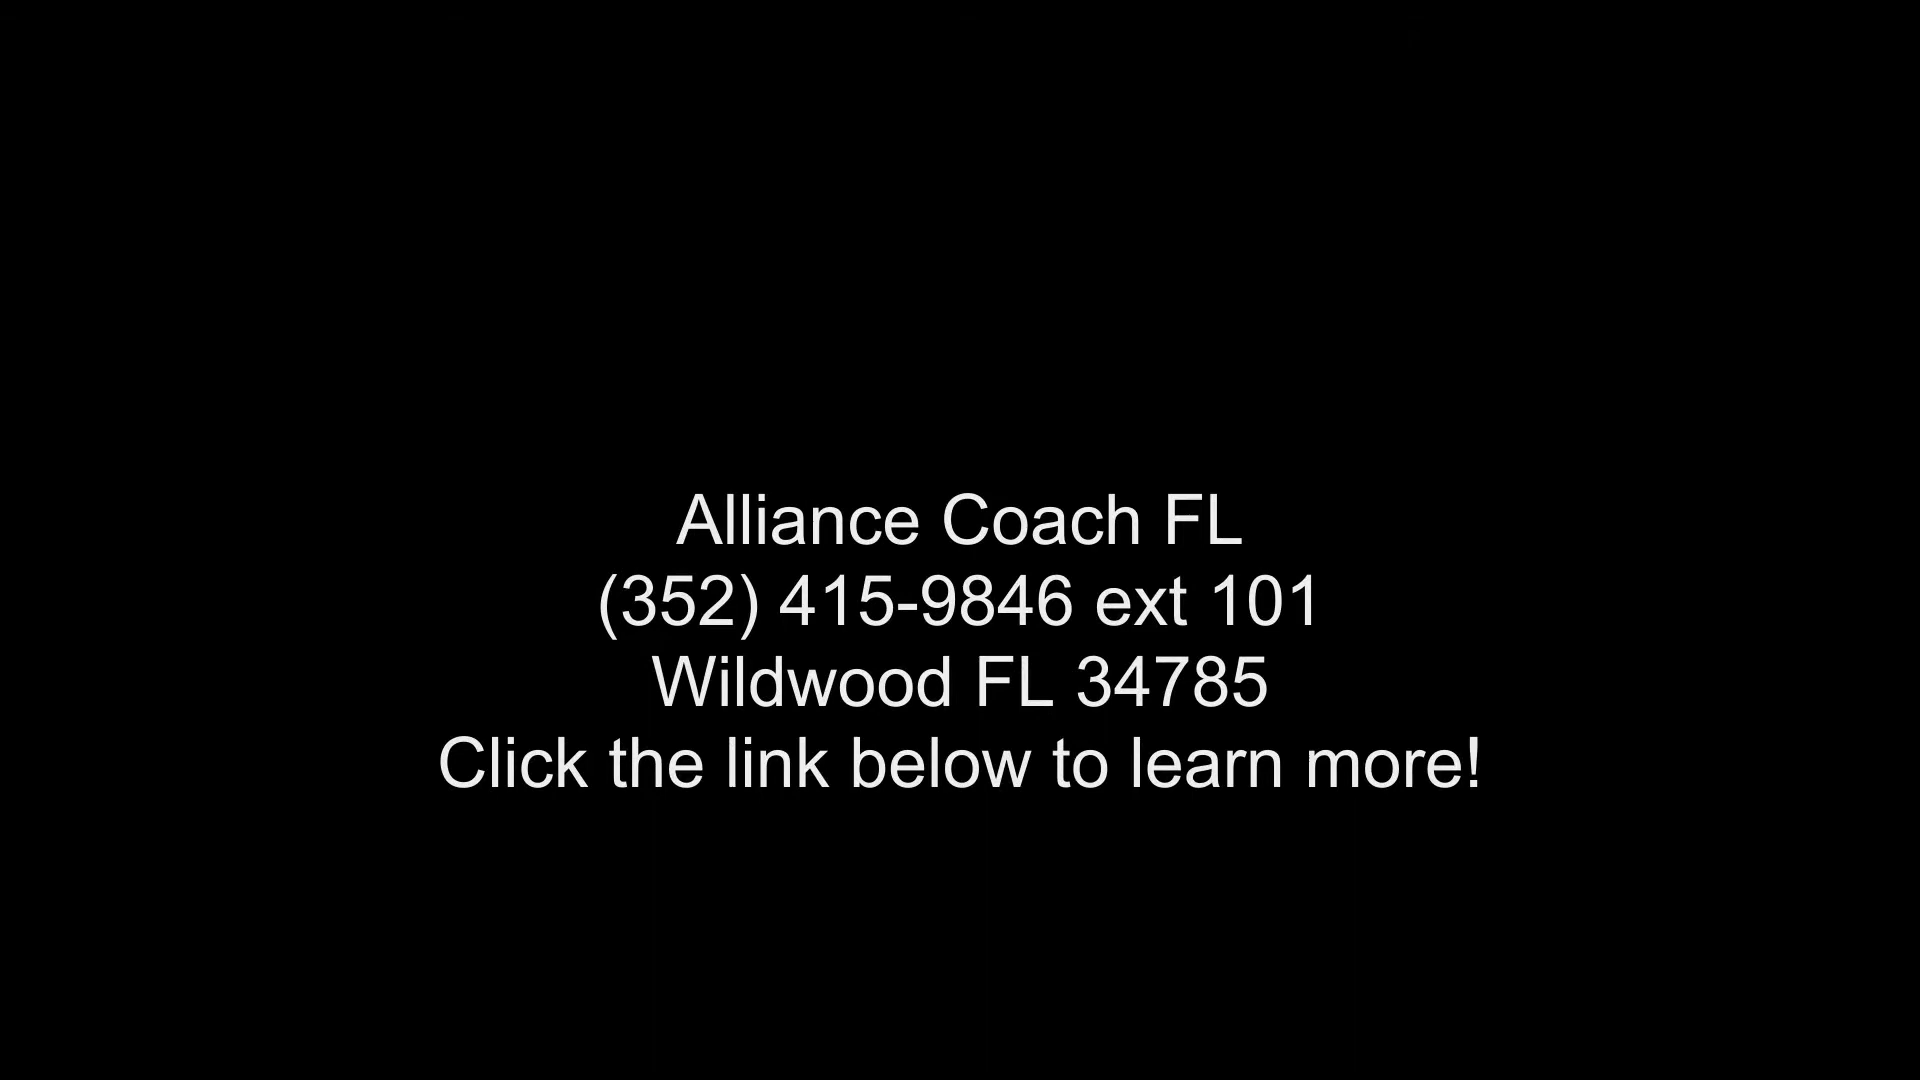 Alliance Coach FL
(352) 415-9846 ext 101
Wildwood FL 34785
Click the link below to learn more!